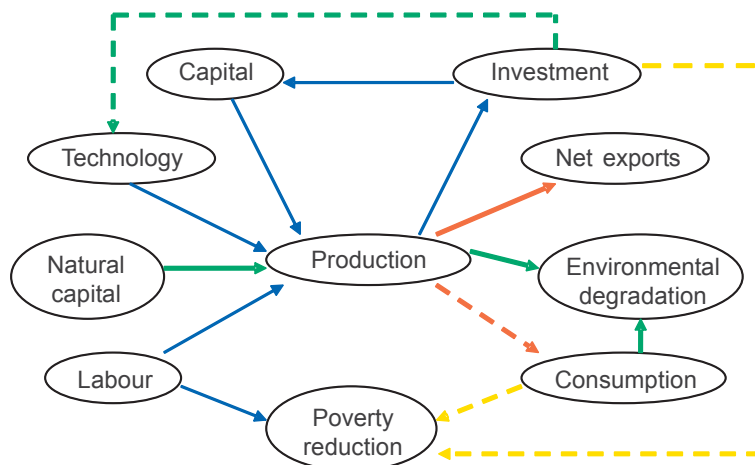 Capital
Investment
Technology
Net exports
Natural
capital
Production
Environmental
degradation
Labour
Poverty
reduction
Consumption